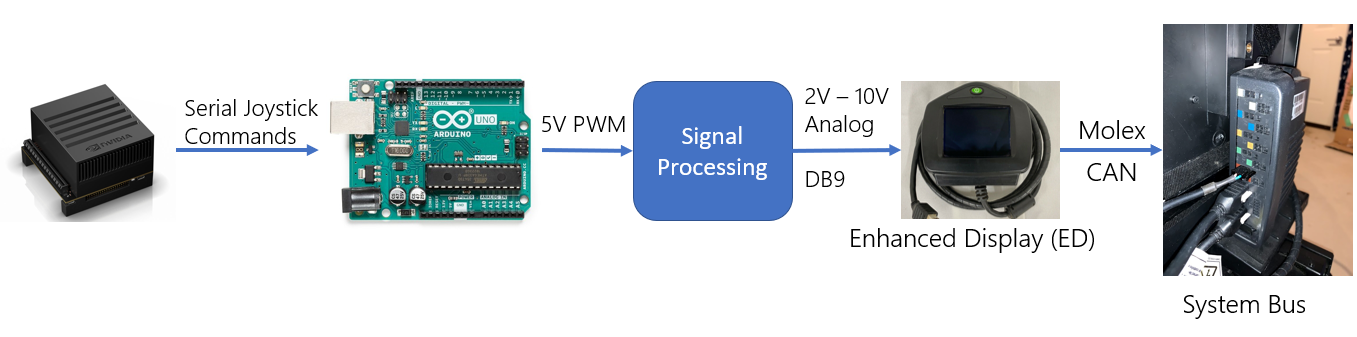 Serial Joystick
Commands
NVIDIA
UNO
ARDUINO
5V PWM
Signal
Processing
2V – 10V
Analog
DB9
Enhanced Display (ED)
Molex
CAN
System Bus